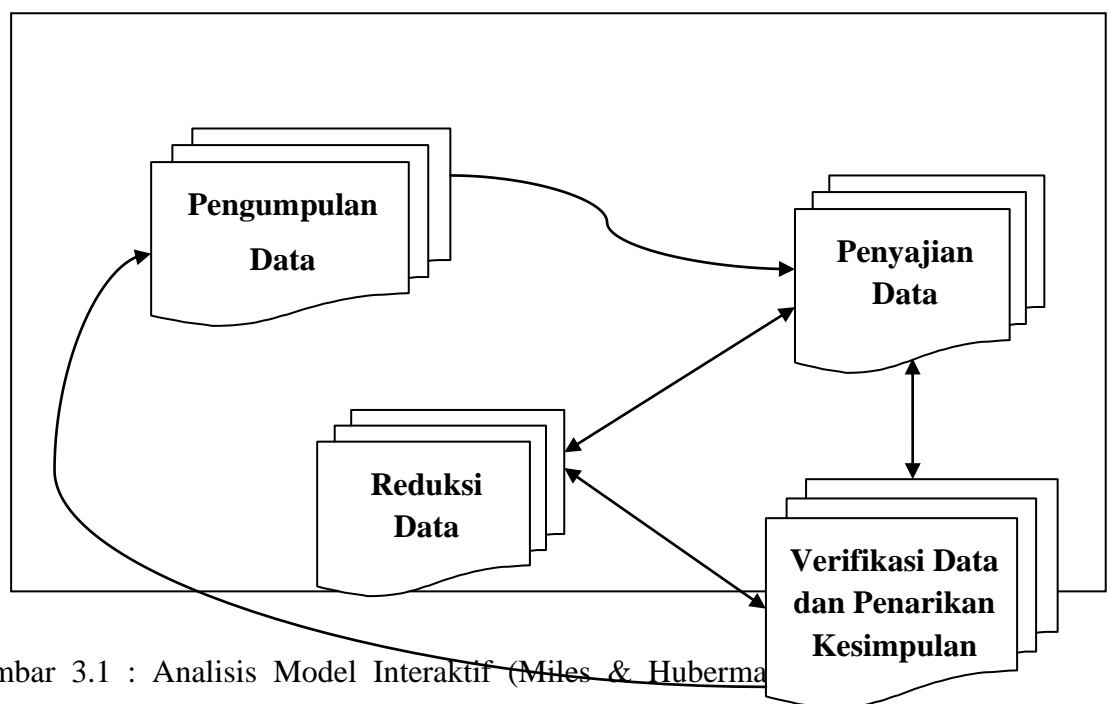 Pengumpulan
Data
Penyajian
Data
Reduksi
Data
Verifikasi Data
dan Penarikan
Kesimpulan
mbar 3.1 : Analisis Model Interaktif (Miles & Huberma